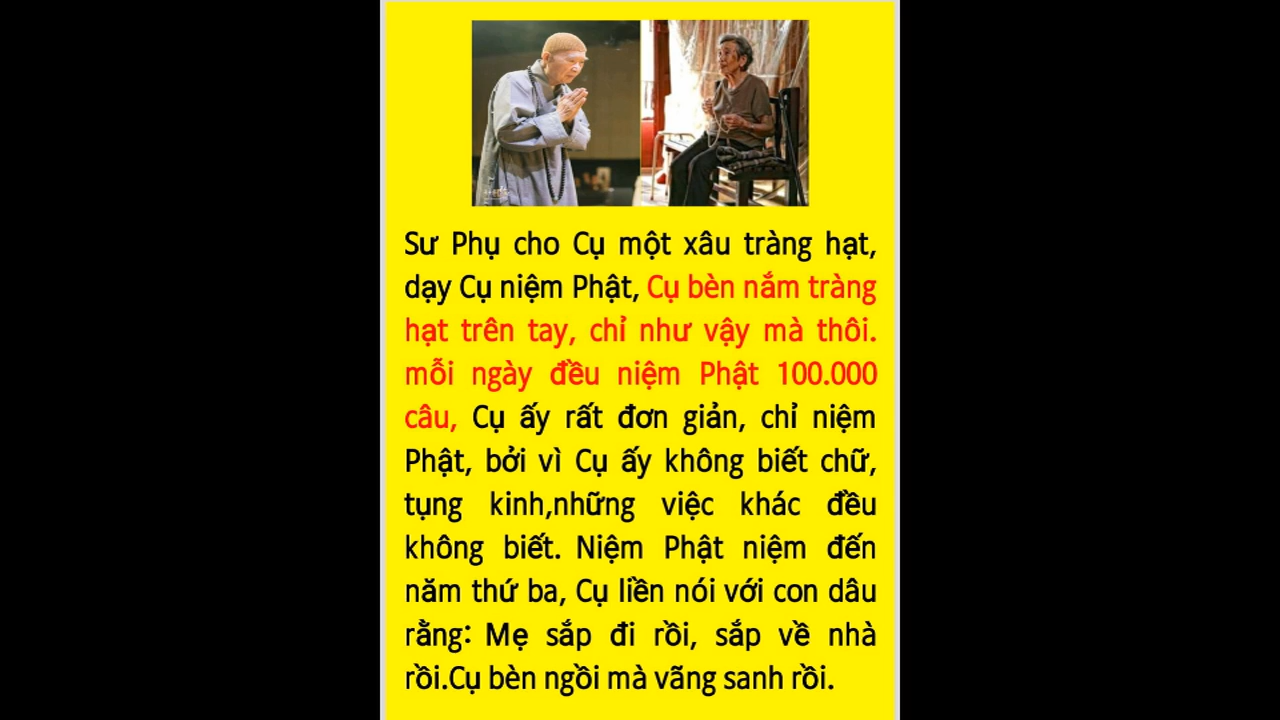 Sư Phụ cho Cụ một xâu tràng hạt,
dạy Cụ niệm Phật, Cụ bèn nắm tràng
hạt trên tay, chỉ như vậy mà thôi.
mỗi ngày đều niệm Phật 100.000
câu, Cụ ấy rất đơn giản, chỉ niệm
Phật, bởi vì Cụ ấy không biết chữ,
tụng kinh,những việc khác đều
không biết. Niệm Phật niệm đến
năm thứ ba, Cụ liền nói với con dâu
rằng: Mẹ sắp đi rồi, sắp về nhà
rồi.Cụ bèn ngồi mà vãng sanh rồi.